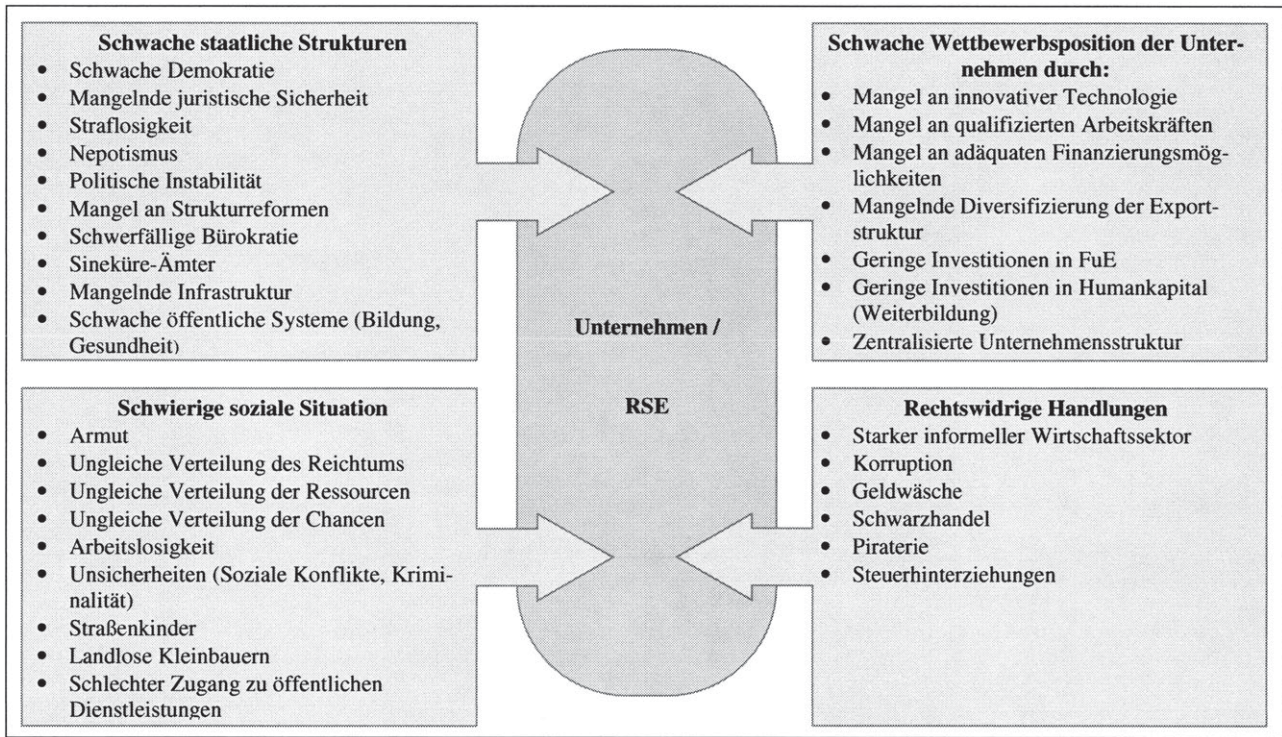 Schwache staatliche Strukturen
• Schwache Demokratie
• Mangelnde juristische Sicherheit
• Straflosigkeit
• Nepotismus
• Politische Instabilität
• Mangel an Strukturreformen
• Schwerfällige Bürokratie
• Sineküre-Ämter
• Mangelnde Infrastruktur
• Schwache öffentliche Systeme (Bildung,
Gesundheit)
Schwache Wettbewerbsposition der Unter-
nehmen durch:
• Mangel an innovativer Technologie
• Mangel an qualifizierten Arbeitskräften
• Mangel an adäquaten Finanzierungsmög-
lichkeiten
• Mangelnde Diversifizierung der Export-
struktur
• Geringe Investitionen in FuE
• Geringe Investitionen in Humankapital
(Weiterbildung)
• Zentralisierte Unternehmensstruktur
Unternehmen /
RSE
Schwierige soziale Situation
• Armut
• Ungleiche Verteilung des Reichtums
• Ungleiche Verteilung der Ressourcen
• Ungleiche Verteilung der Chancen
• Arbeitslosigkeit
• Unsicherheiten (Soziale Konflikte, Krimi-
nalität)
• Straßenkinder
• Landlose Kleinbauern
• Schlechter Zugang zu öffentlichen
Dienstleistungen
Rechtswidrige Handlungen
• Starker informeller Wirtschaftssektor
• Korruption
• Geldwäsche
• Schwarzhandel
• Piraterie
• Steuerhinterziehungen